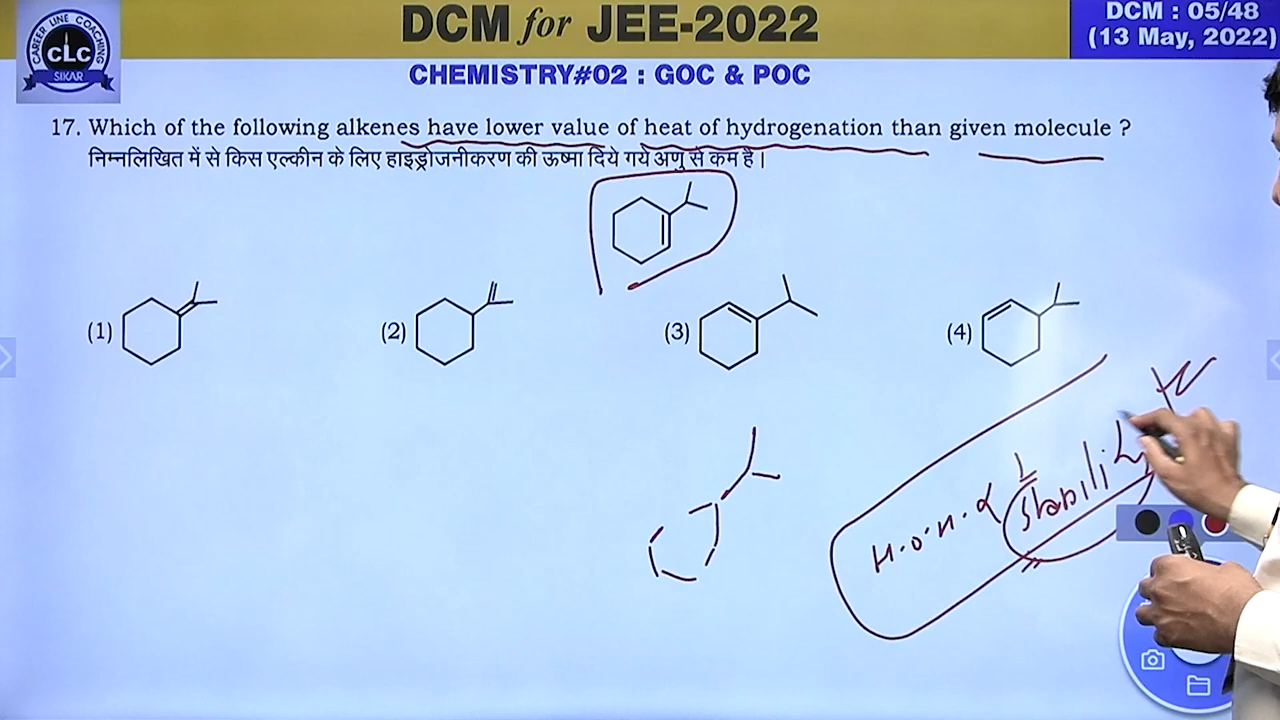 DCM for JEE-2022
DCM : 05/48
(13 May, 2022)
CAREER LINE COACHING
CLC
SIKAR
CHEMISTRY#02 : GOC & POC
17. Which of the following alkenes have lower value of heat of hydrogenation than given molecule ?
निम्नलिखित में से किस एल्कीन के लिए हाइड्रोजनीकरण की ऊष्मा दिये गये अणु से कम है।
(1)
(2)
(3)
(4)
H.O.H. ∝ 1/Stability